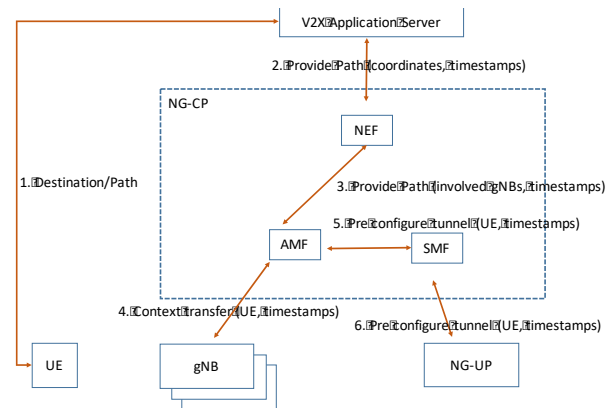 V2X Application Server
2. Provide Path (coordinates, timestamps)
NG-CP
NEF
1. Destination/Path
3. Provide Path (involved gNBs, timestamps)
5. Pre configure tunnel (UE, timestamps)
AMF
SMF
4. Context transfer (UE, timestamps)
6. Pre configure tunnel (UE, timestamps)
UE
gNB
NG-UP